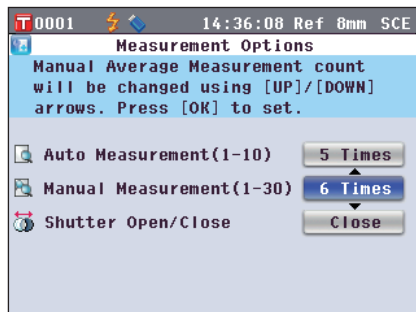 T 0001 14:36:08 Ref 8mm SCE
Measurement Options
Manual Average Measurement count
will be changed using [UP]/[DOWN]
arrows. Press [OK] to set.
Auto Measurement(1-10) 5 Times
Manual Measurement(1-30) 6 Times
Shutter Open/Close Close